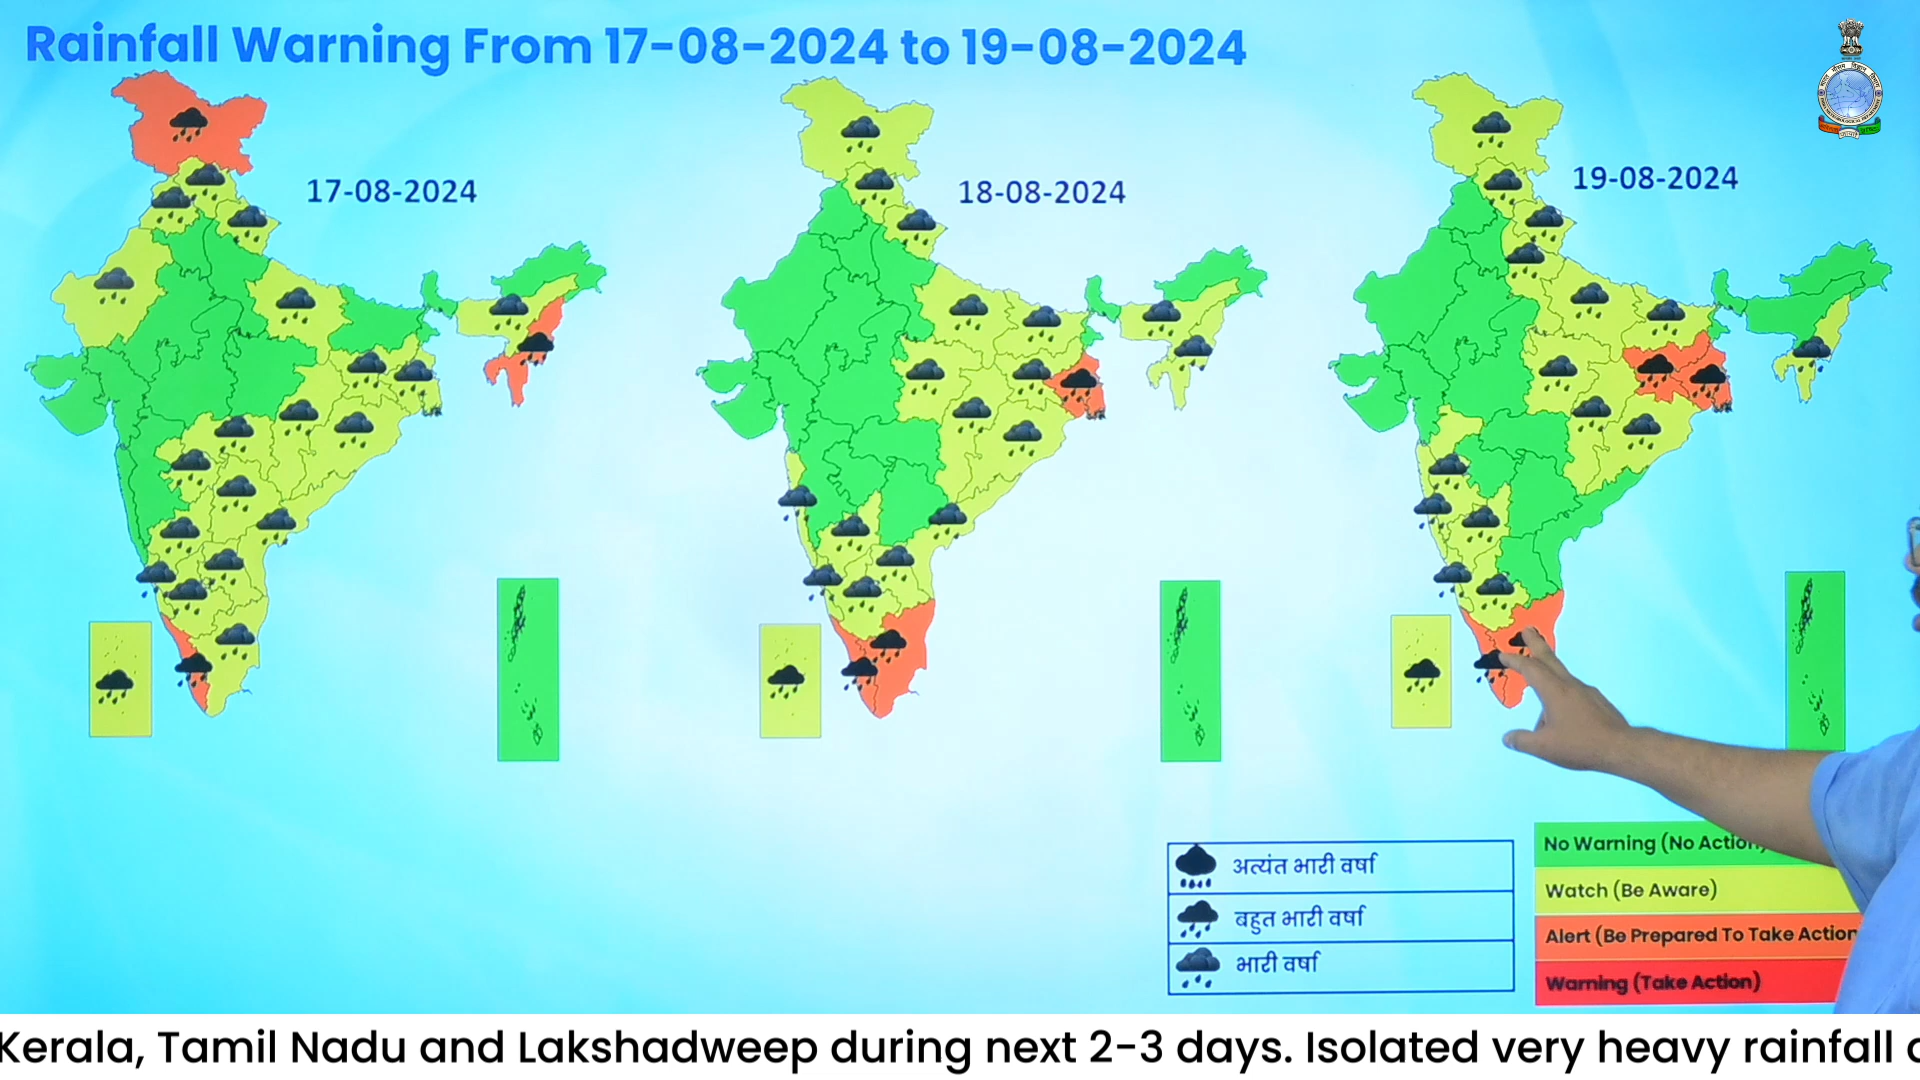 Rainfall Warning From 17-08-2024 to 19-08-2024
17-08-2024
18-08-2024
19-08-2024
अत्यंत भारी वर्षा
बहुत भारी वर्षा
भारी वर्षा
No Warning (No Action)
Watch (Be Aware)
Alert (Be Prepared To Take Action
Warning (Take Action)
Kerala, Tamil Nadu and Lakshadweep during next 2-3 days. Isolated very heavy rainfall